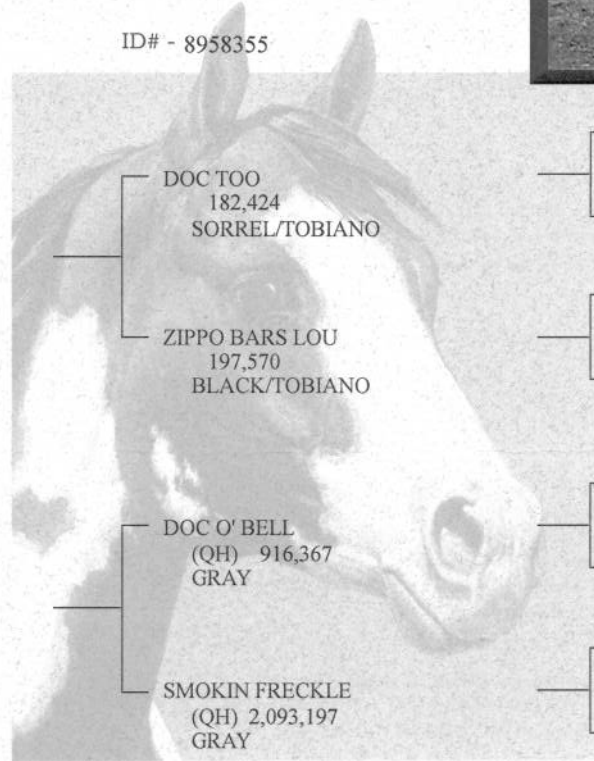 ID# - 8958355
DOC TOO
182,424
SORREL/TOBIANO
ZIPPO BARS LOU
197,570
BLACK/TOBIANO
DOC O' BELL
(QH) 916,367
GRAY
SMOKIN FRECKLE
(QH) 2,093,197
GRAY